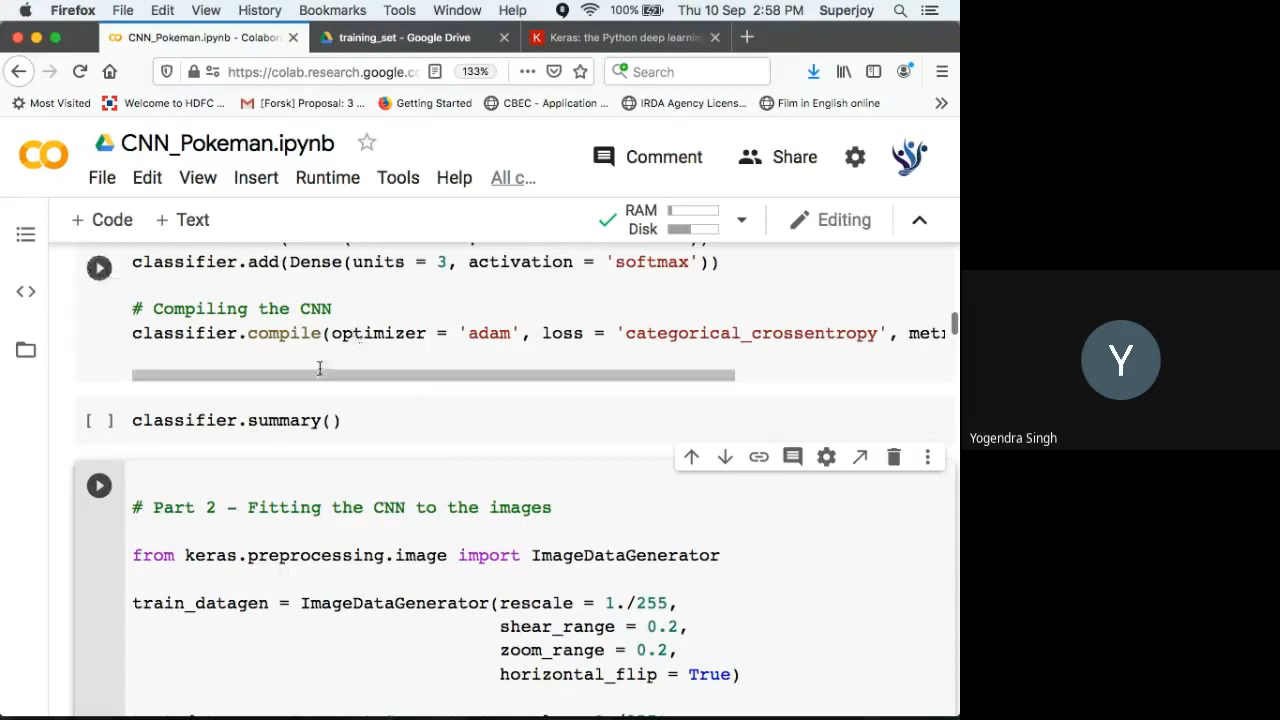 Firefox File Edit View History Bookmarks Tools Window Help 100% Thu 10 Sep 2:58 PM Superjoy
CNN_Pokeman.ipynb - Colabor
training_set - Google Drive
Keras: the Python deep learnin
https://colab.research.google.cc
133%
Search
Most Visited
Welcome to HDFC ...
[Forsk] Proposal: 3 ...
Getting Started
CBEC - Application ...
IRDA Agency Licens...
Film in English online
CNN_Pokeman.ipynb
Comment
Share
File Edit View Insert Runtime Tools Help All c...
+ Code + Text
RAM
Disk
Editing
classifier.add(Dense(units = 3, activation = 'softmax'))
# Compiling the CNN
classifier.compile(optimizer = 'adam', loss = 'categorical_crossentropy', metr
[ ] classifier.summary()
# Part 2 - Fitting the CNN to the images
from keras.preprocessing.image import ImageDataGenerator
train_datagen = ImageDataGenerator(rescale = 1./255,
shear_range = 0.2,
zoom_range = 0.2,
horizontal_flip = True)
Y
Yogendra Singh